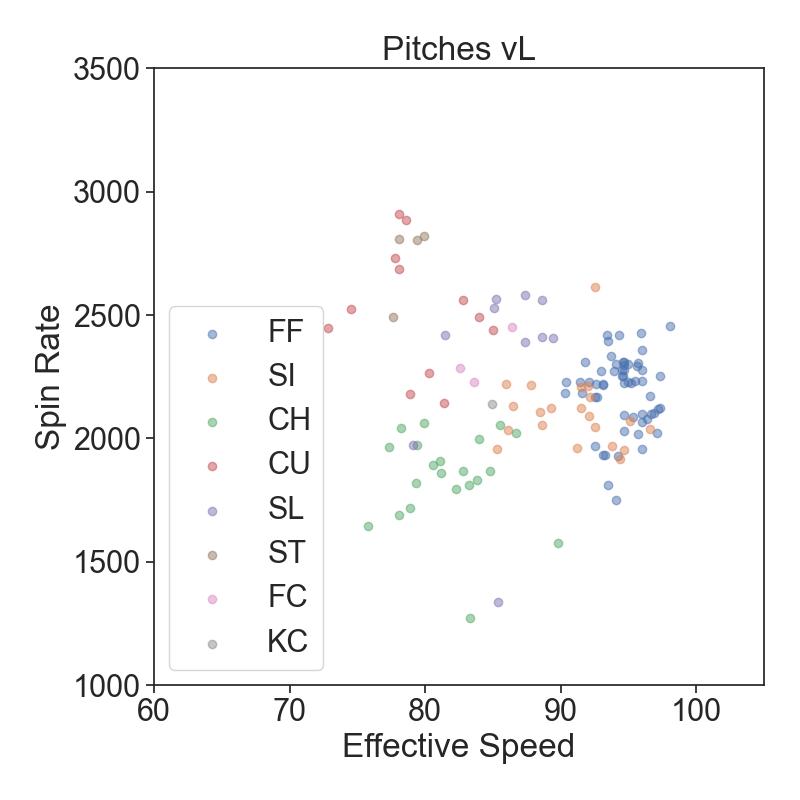 Pitches vL
3500
3000
2500
2000
1500
1000
Spin Rate
FF
SI
CH
CU
SL
ST
FC
KC
60 70 80 90 100
Effective Speed